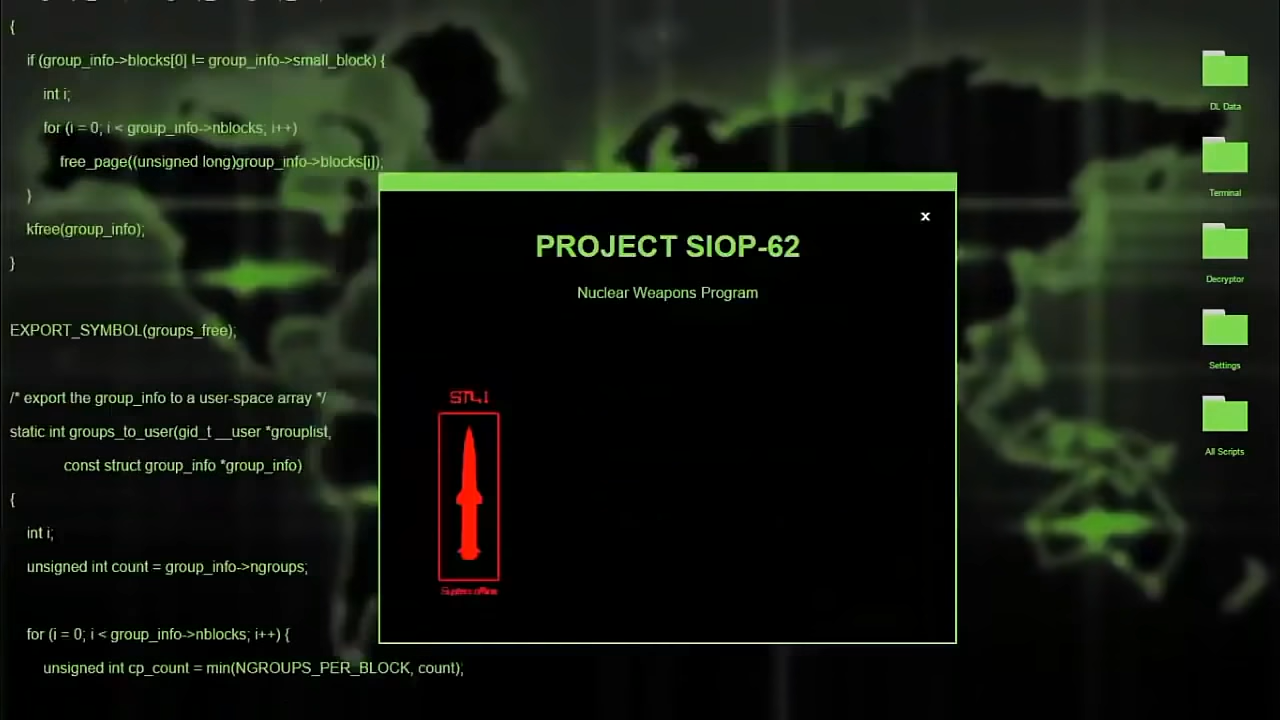 {
if (group_info->blocks[0] != group_info->small_block) {
int i;
for (i = 0; i < group_info->nblocks; i++)
free_page((unsigned long)group_info->blocks[i]);
}
kfree(group_info);
}
EXPORT_SYMBOL(groups_free);
/* export the group_info to a user-space array */
static int groups_to_user(gid_t __user *grouplist,
const struct group_info *group_info)
{
int i;
unsigned int count = group_info->ngroups;
for (i = 0; i < group_info->nblocks; i++) {
unsigned int cp_count = min(NGROUPS_PER_BLOCK, count);
x
PROJECT SIOP-62
Nuclear Weapons Program
DL Data
Terminal
Decryptor
Settings
All Scripts